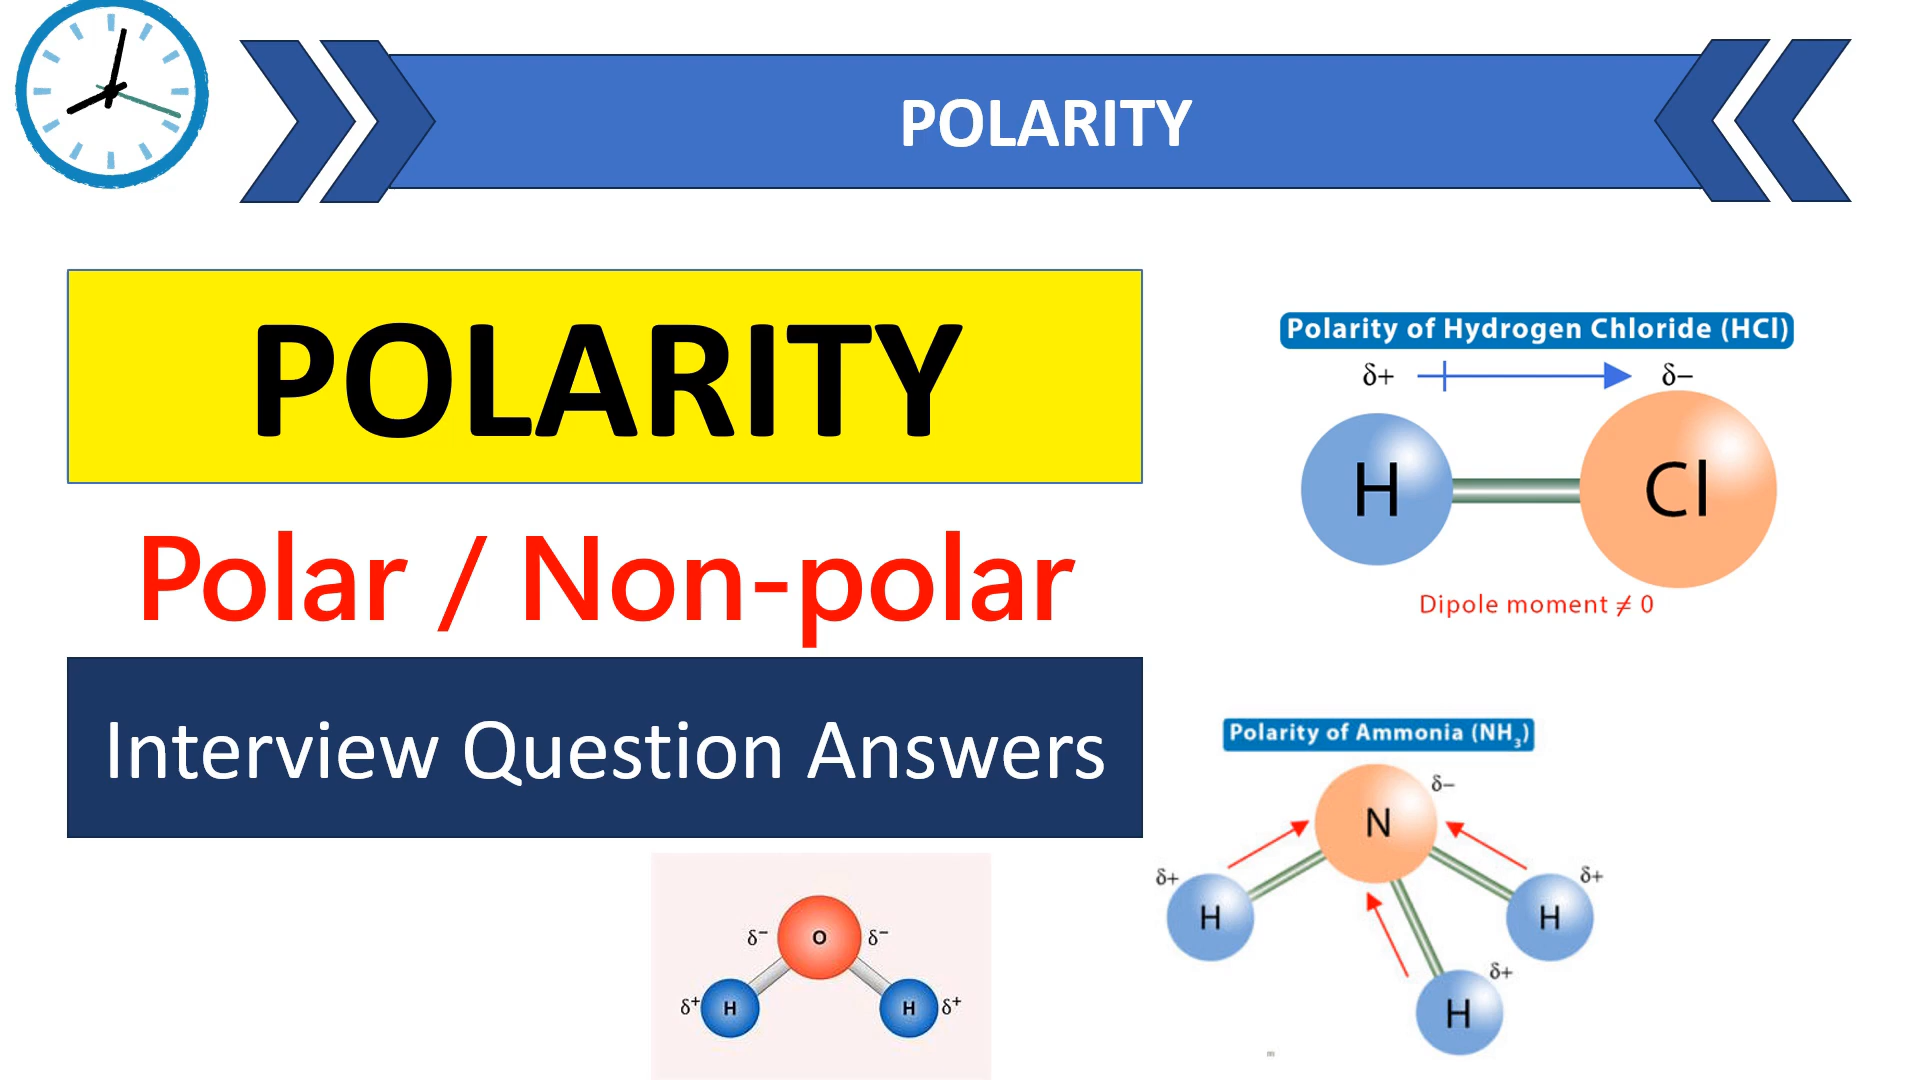 POLARITY
POLARITY
Polar / Non-polar
Interview Question Answers
Polarity of Hydrogen Chloride (HCl)
δ+ δ−
H Cl
Dipole moment ≠ 0
Polarity of Ammonia (NH₃)
δ−
N
δ+ δ+
H H
δ+
H
δ⁻ O δ⁻
δ⁺ H H δ⁺